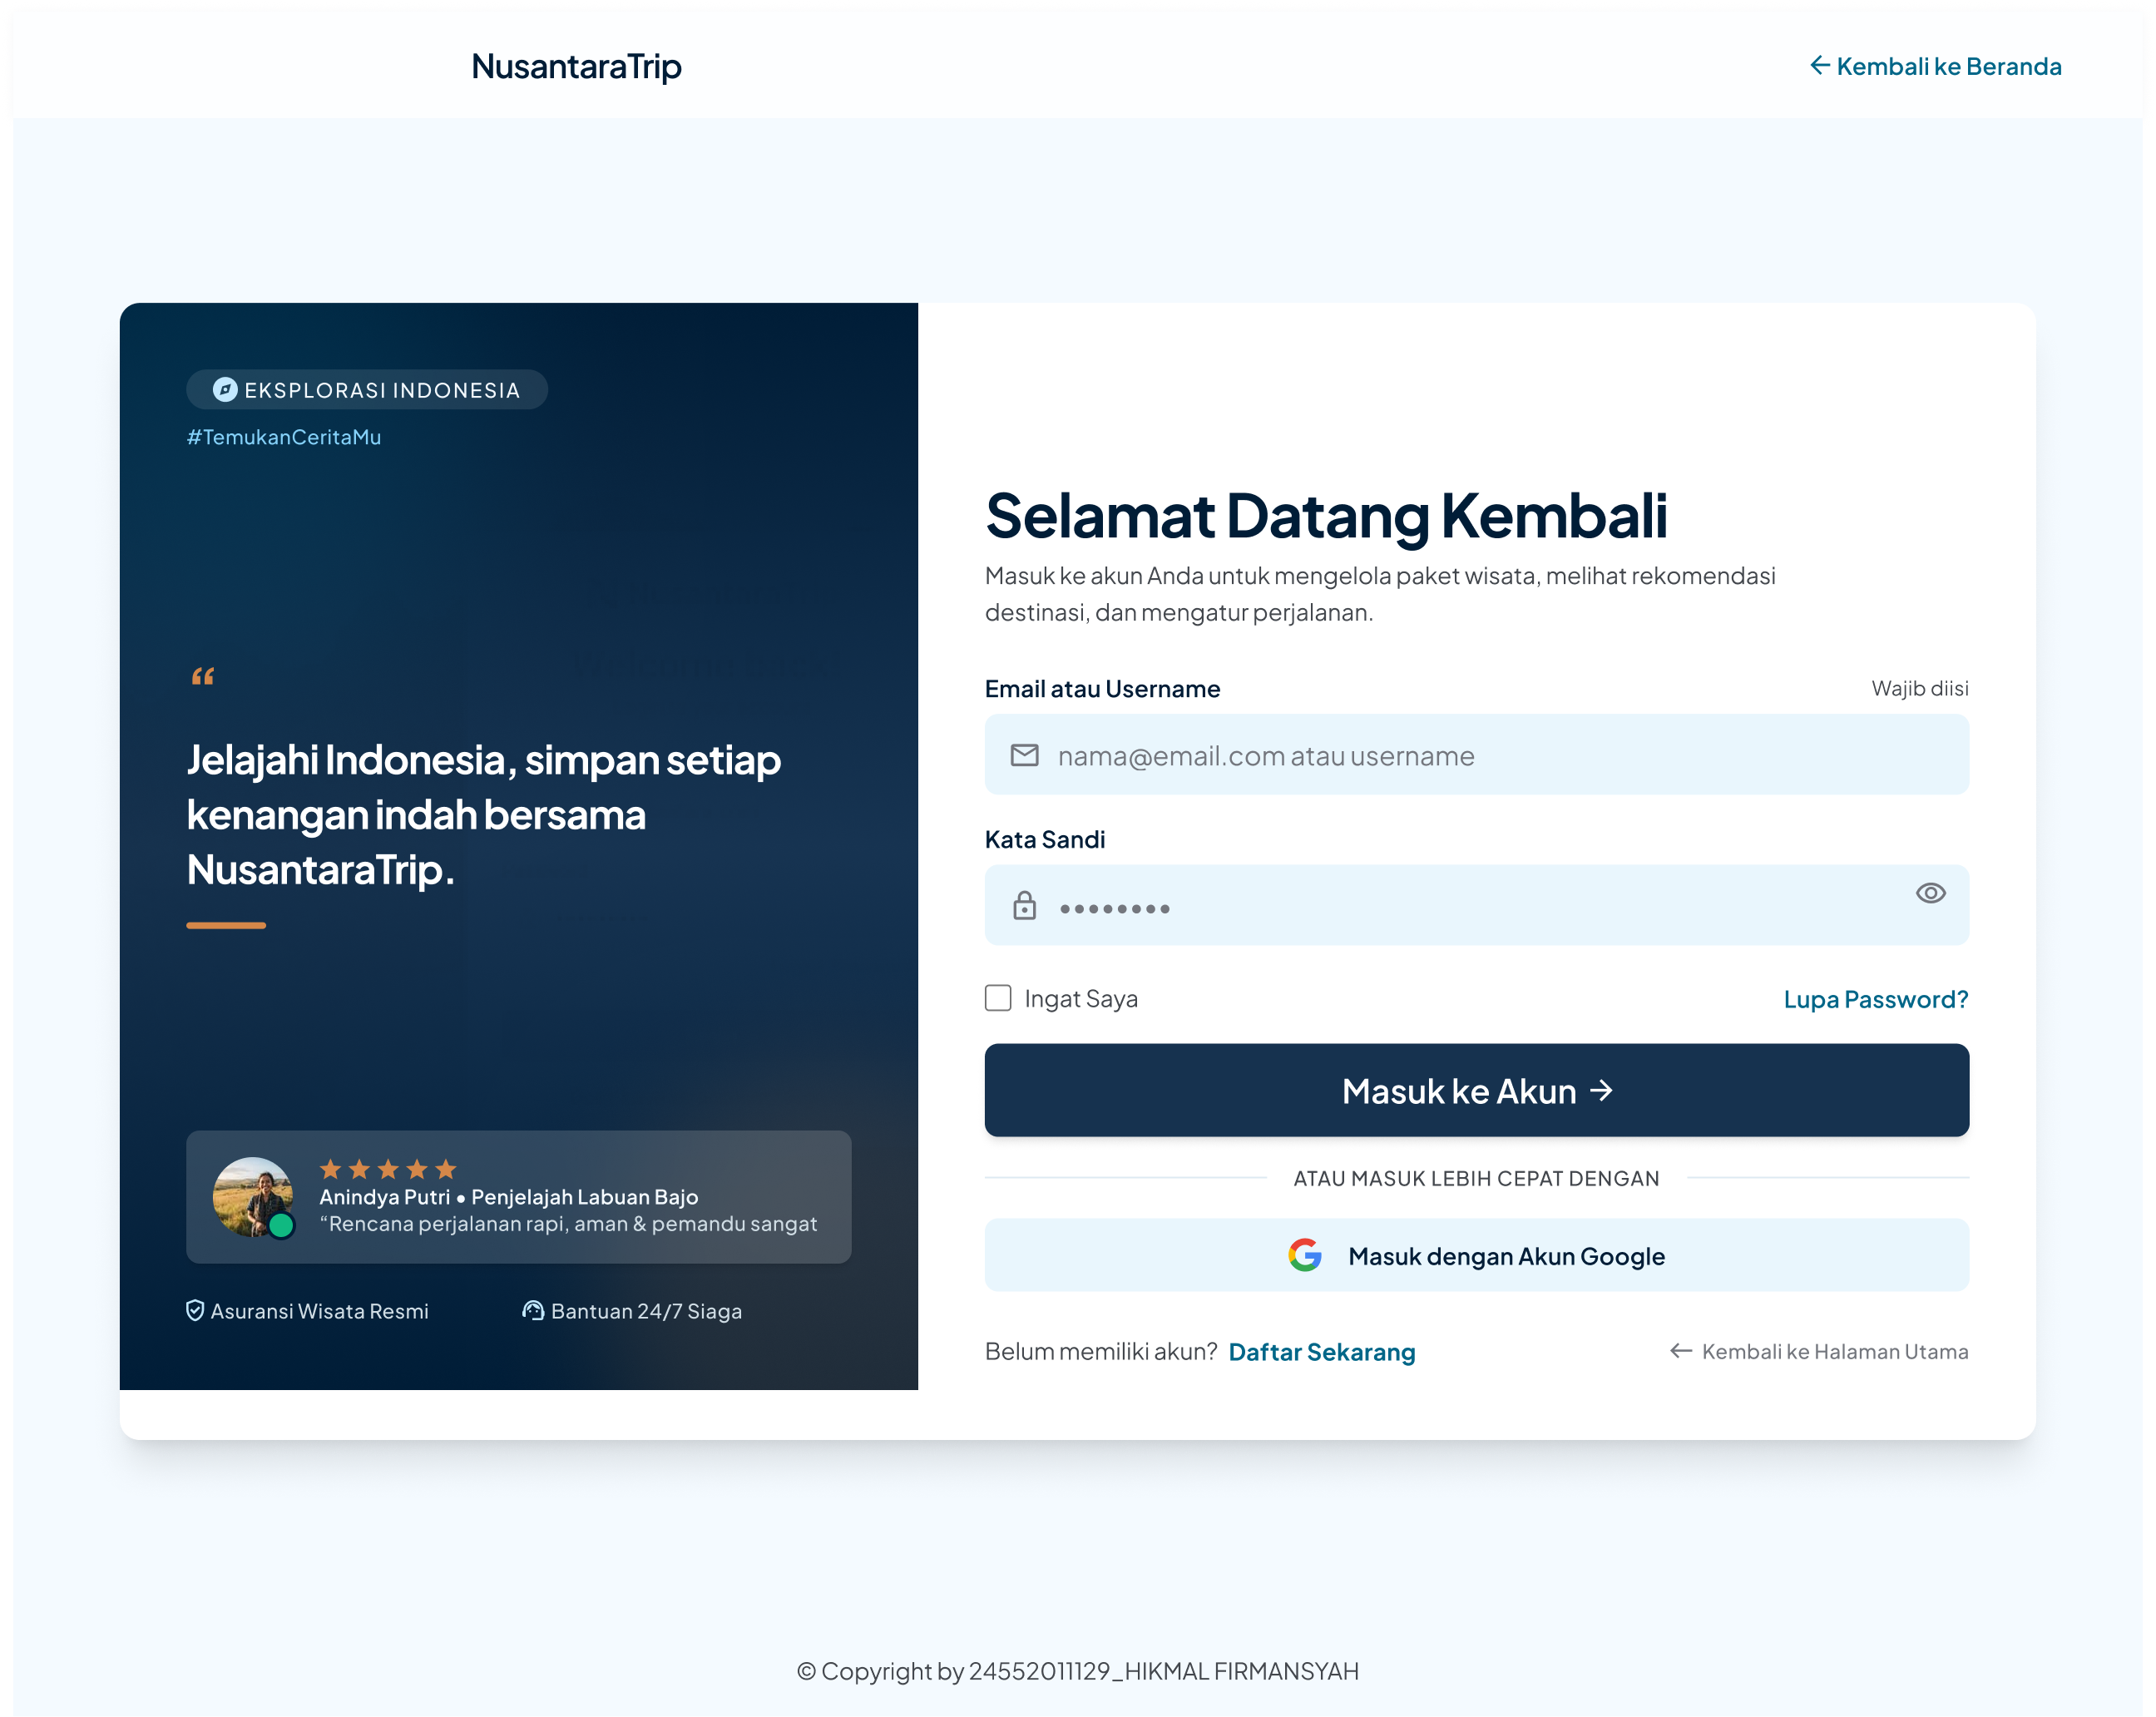 NusantaraTrip
← Kembali ke Beranda
EKSPLORASI INDONESIA
#TemukanCeritaMu
“
Jelajahi Indonesia, simpan setiap
kenangan indah bersama
NusantaraTrip.
★★★★★
Anindya Putri • Penjelajah Labuan Bajo
“Rencana perjalanan rapi, aman & pemandu sangat
Asuransi Wisata Resmi
Bantuan 24/7 Siaga
Selamat Datang Kembali
Masuk ke akun Anda untuk mengelola paket wisata, melihat rekomendasi
destinasi, dan mengatur perjalanan.
Email atau Username
Wajib diisi
nama@email.com atau username
Kata Sandi
••••••••
Ingat Saya
Lupa Password?
Masuk ke Akun →
ATAU MASUK LEBIH CEPAT DENGAN
Masuk dengan Akun Google
Belum memiliki akun? Daftar Sekarang
← Kembali ke Halaman Utama
© Copyright by 24552011129_HIKMAL FIRMANSYAH